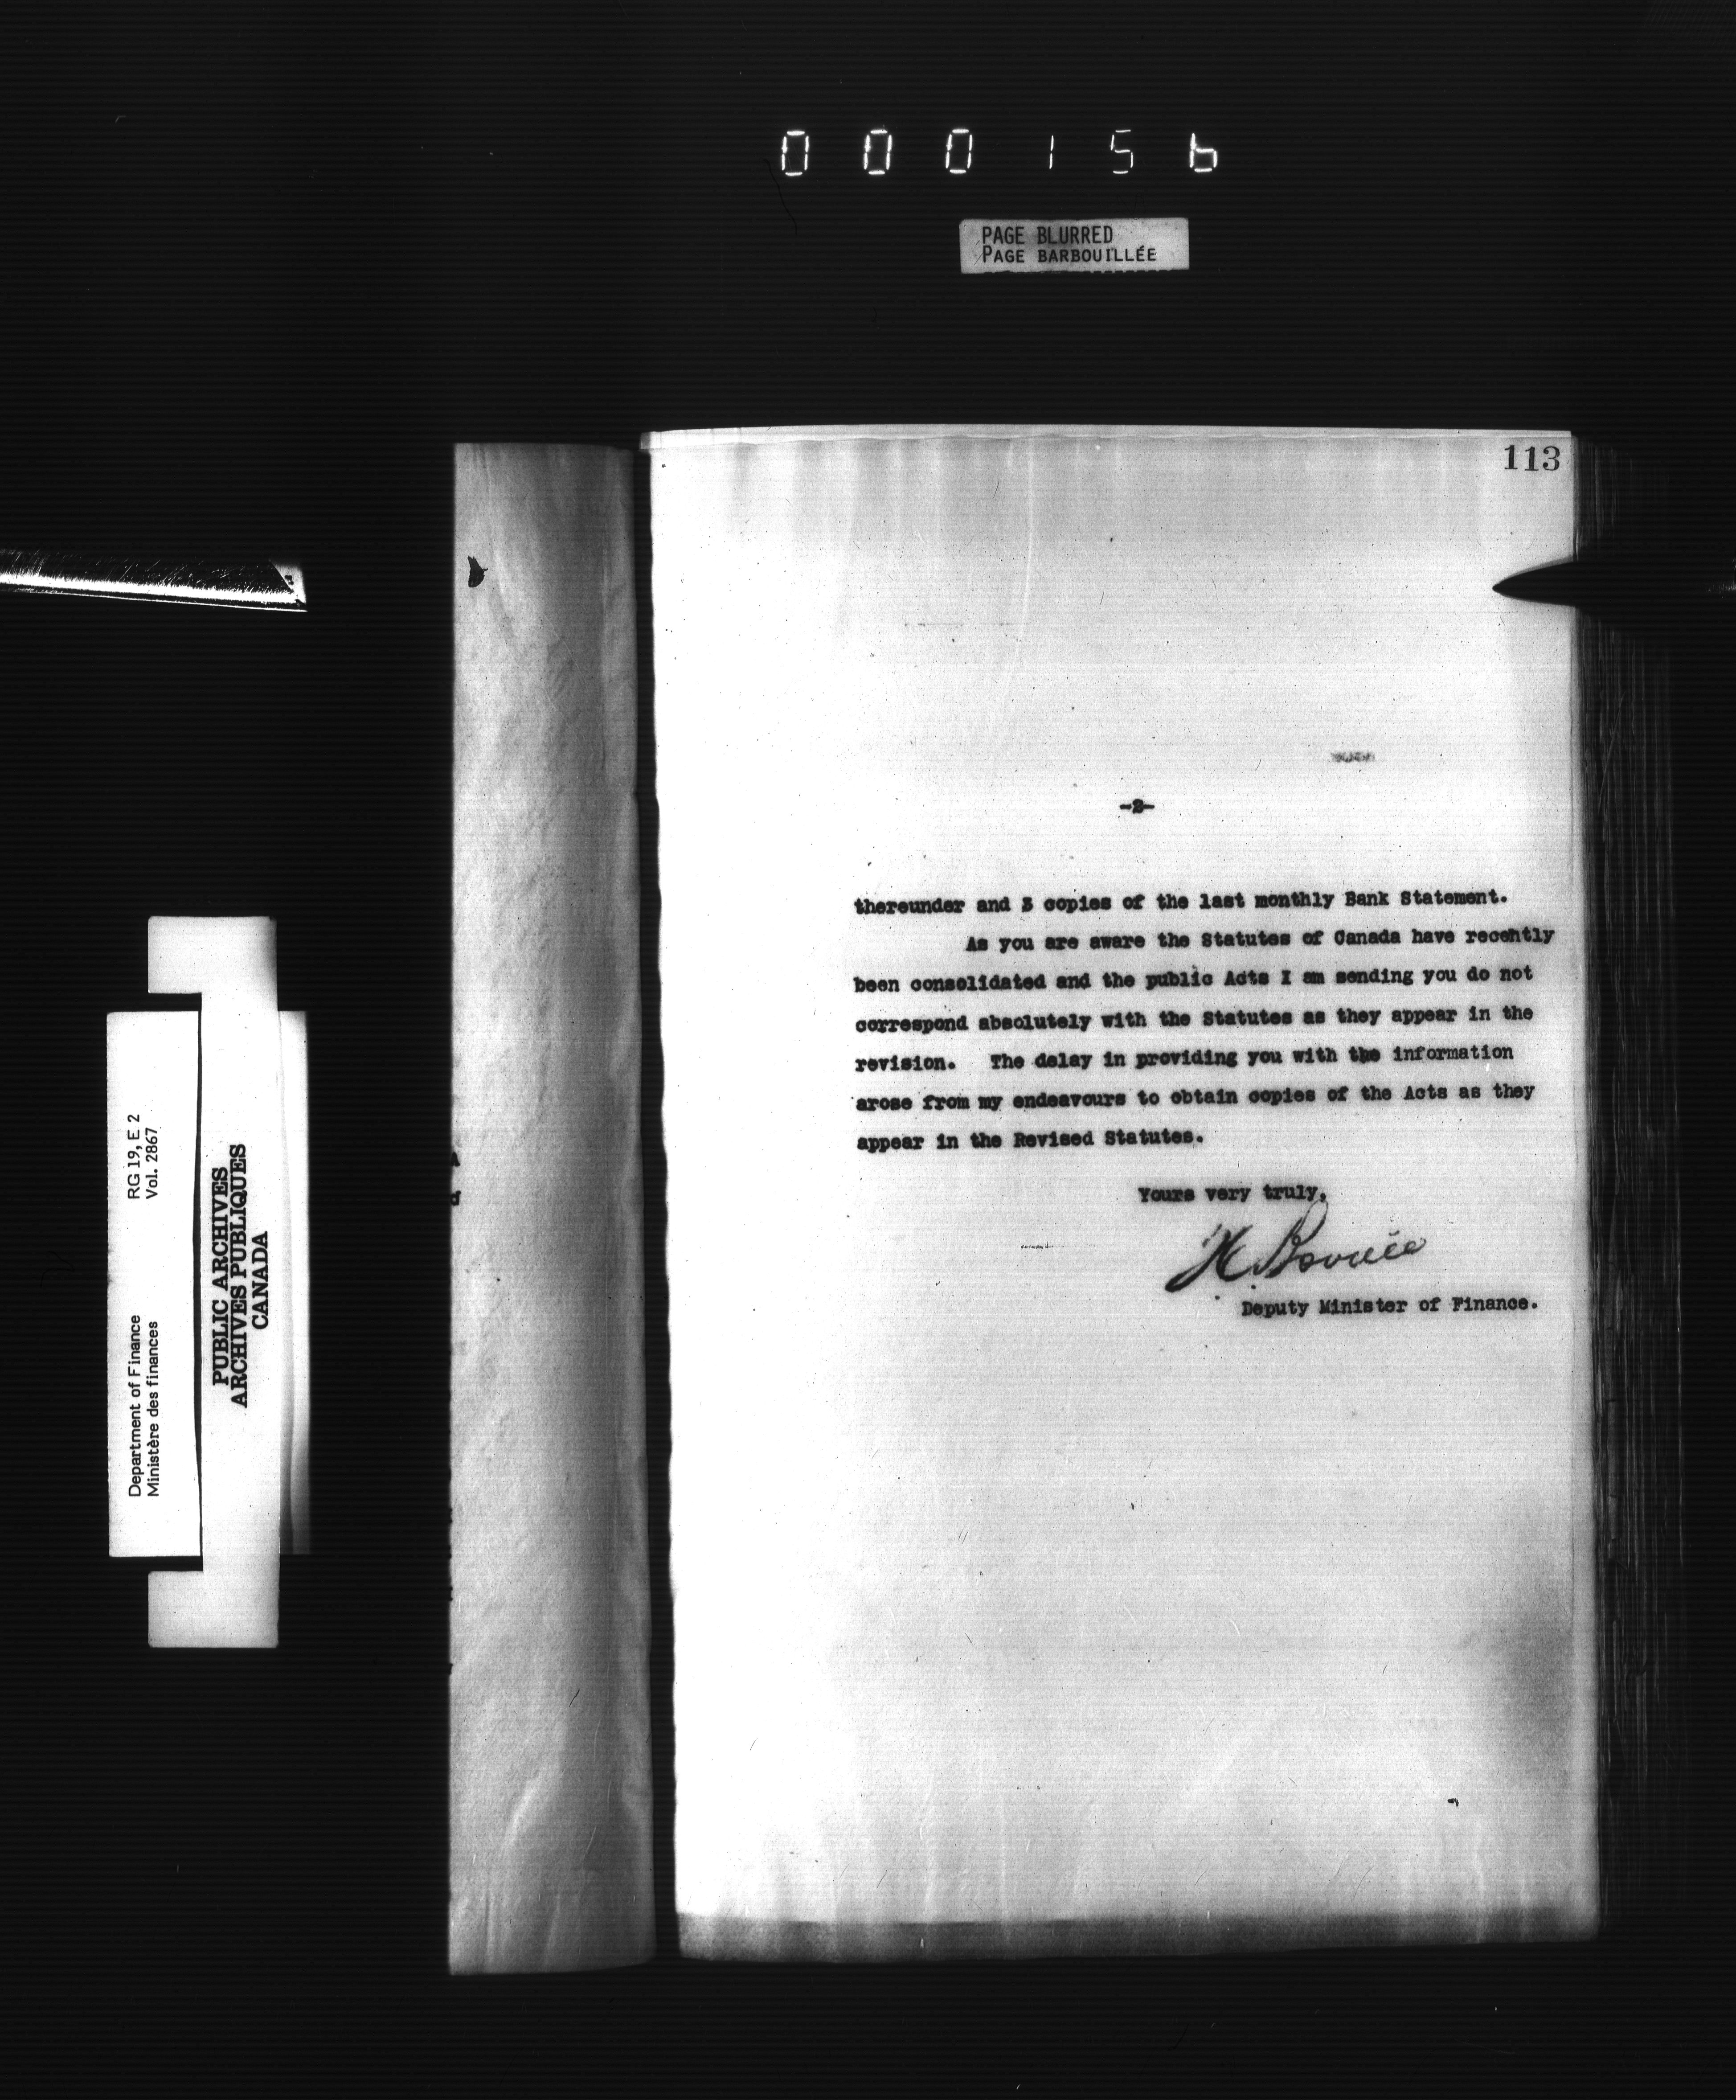 000156
PAGE BLURRED
PAGE BARBOUILLÉE
113
-2-
thereunder and 3 copies of the last monthly Bank Statement.
As you are aware the Statutes of Canada have recently
been consolidated and the public Acts I am sending you do not
correspond absolutely with the Statutes as they appear in the
revision. The delay in providing you with the information
arose from my endeavours to obtain copies of the Acts as they
appear in the Revised Statutes.
Yours very truly,
Deputy Minister of Finance.
Department of Finance RG 19, E 2
Ministère des finances Vol. 2867
PUBLIC ARCHIVES
ARCHIVES PUBLIQUES
CANADA